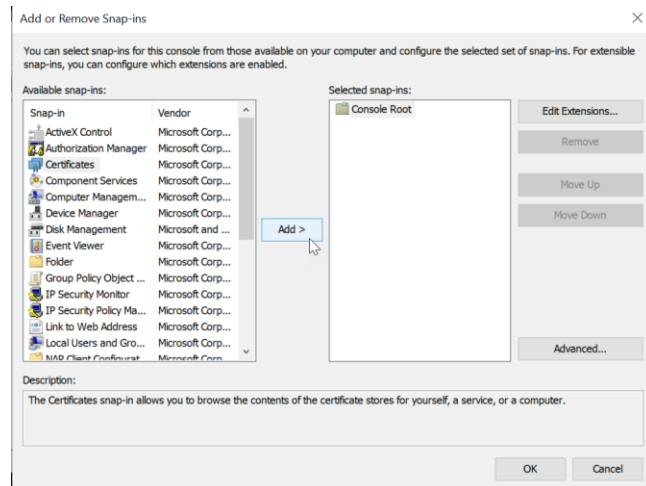 Add or Remove Snap-ins
You can select snap-ins for this console from those available on your computer and configure the selected set of snap-ins. For extensible
snap-ins, you can configure which extensions are enabled.
Available snap-ins:
Snap-in Vendor
ActiveX Control Microsoft Corp...
Authorization Manager Microsoft Corp...
Certificates Microsoft Corp...
Component Services Microsoft Corp...
Computer Managem... Microsoft Corp...
Device Manager Microsoft Corp...
Disk Management Microsoft and ...
Event Viewer Microsoft Corp...
Folder Microsoft Corp...
Group Policy Object ... Microsoft Corp...
IP Security Monitor Microsoft Corp...
IP Security Policy Ma... Microsoft Corp...
Link to Web Address Microsoft Corp...
Local Users and Gro... Microsoft Corp...
NAP Client Configurat... Microsoft Corp...
Add >
Selected snap-ins:
Console Root
Edit Extensions...
Remove
Move Up
Move Down
Advanced...
Description:
The Certificates snap-in allows you to browse the contents of the certificate stores for yourself, a service, or a computer.
OK Cancel